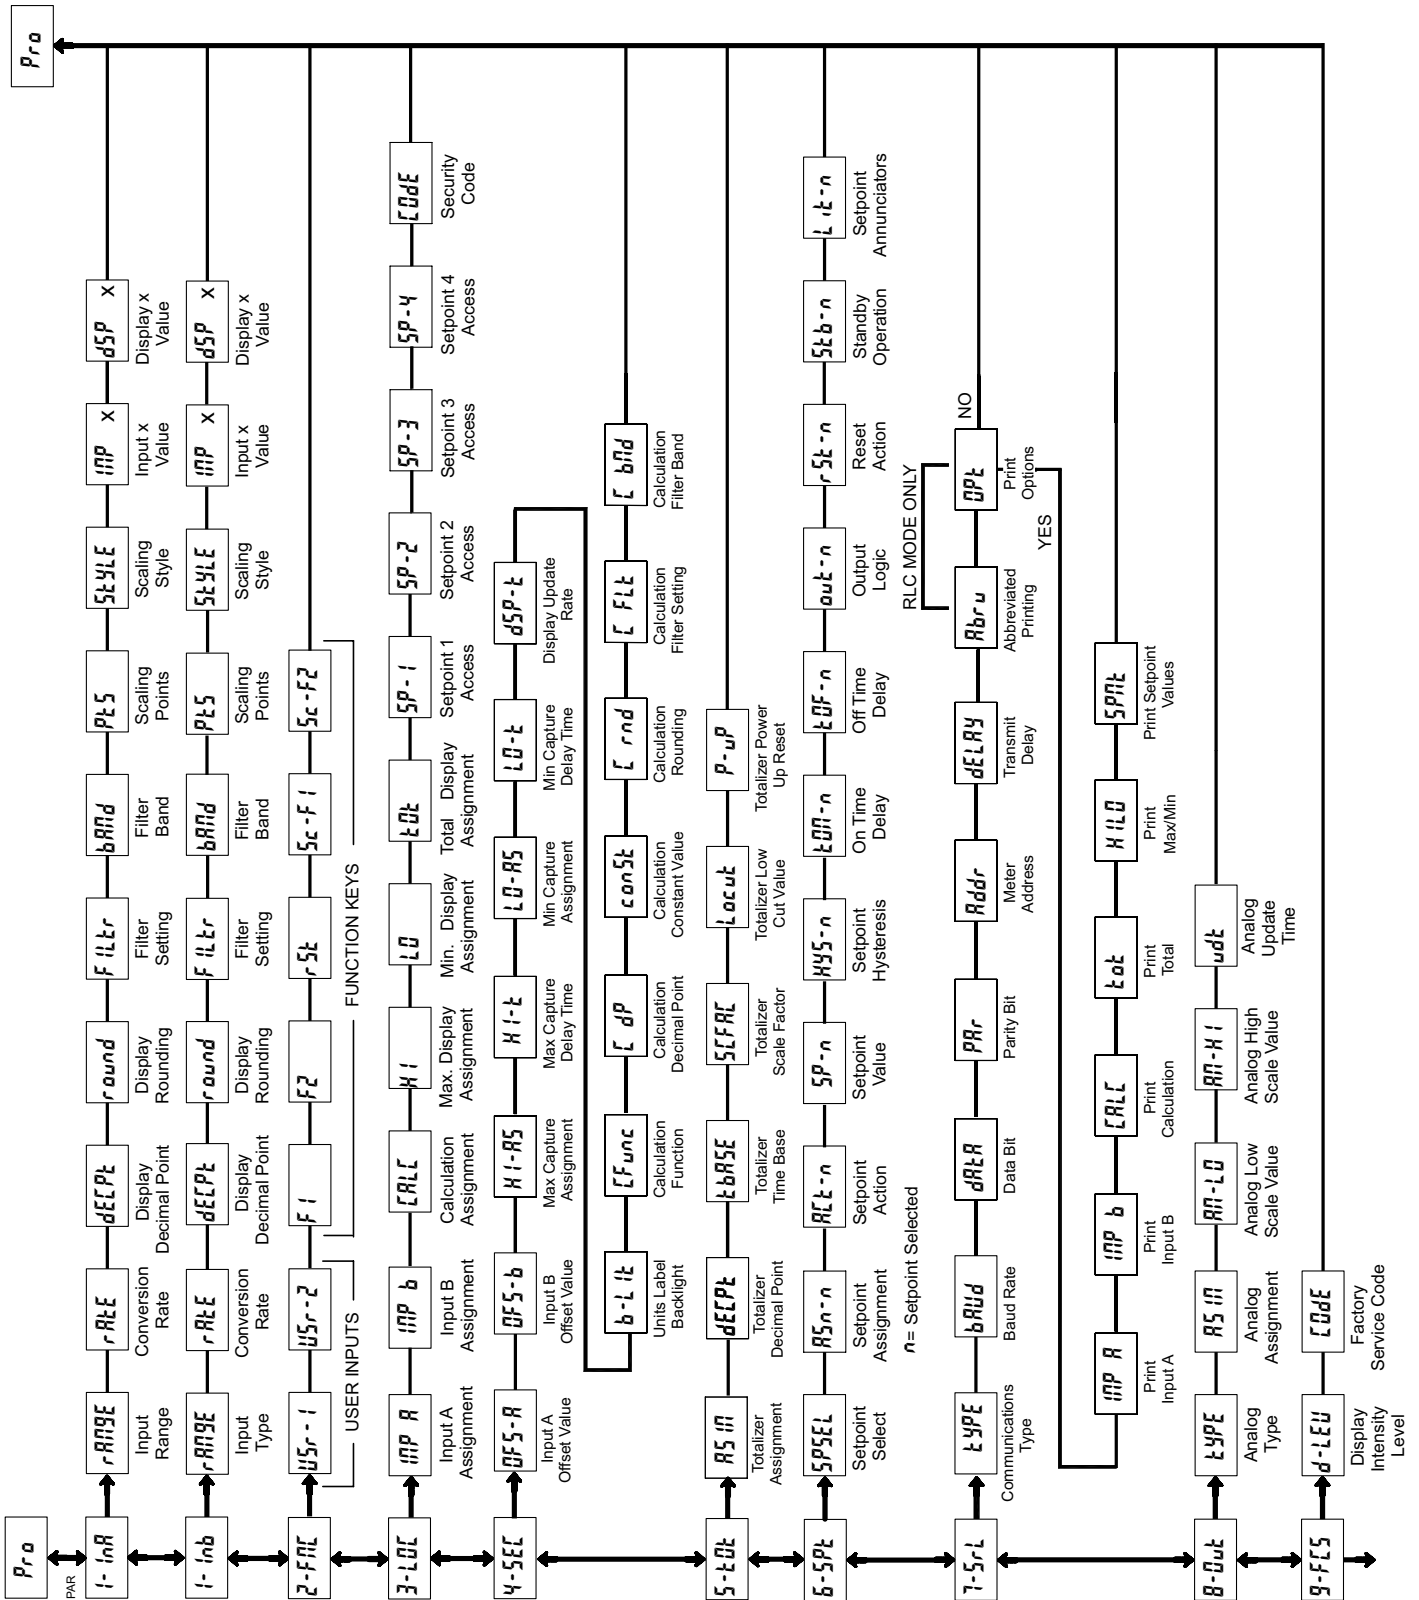 Pro
PAR
1-InA
rANGE
Input
Range
rAtE
Conversion
Rate
dECPt
Display
Decimal Point
round
Display
Rounding
FILtr
Filter
Setting
bANd
Filter
Band
PtS
Scaling
Points
StYLE
Scaling
Style
INP x
Input x
Value
dSP x
Display x
Value
Pro
1-Inb
rANGE
Input
Type
rAtE
Conversion
Rate
dECPt
Display
Decimal Point
round
Display
Rounding
FILtr
Filter
Setting
bANd
Filter
Band
PtS
Scaling
Points
StYLE
Scaling
Style
INP x
Input x
Value
dSP x
Display x
Value
2-FNC
USr-1
USr-2
USER INPUTS
F1
F2
rSt
Sc-F1
Sc-F2
FUNCTION KEYS
3-LOC
INP A
Input A
Assignment
INP b
Input B
Assignment
CALC
Calculation
Assignment
HI
Max. Display
Assignment
LO
Min. Display
Assignment
tOt
Total Display
Assignment
SP-1
Setpoint 1
Access
SP-2
Setpoint 2
Access
SP-3
Setpoint 3
Access
SP-4
Setpoint 4
Access
COdE
Security
Code
4-SEC
OFS-A
Input A
Offset Value
OFS-b
Input B
Offset Value
HI-AS
Max Capture
Assignment
HI-t
Max Capture
Delay Time
LO-AS
Min Capture
Assignment
LO-t
Min Capture
Delay Time
dSP-t
Display Update
Rate
b-LIt
Units Label
Backlight
CFunc
Calculation
Function
C dP
Calculation
Decimal Point
conSt
Calculation
Constant Value
C rnd
Calculation
Rounding
C FLt
Calculation
Filter Setting
C bNd
Calculation
Filter Band
5-tOt
ASIN
Totalizer
Assignment
dECPt
Totalizer
Decimal Point
tbASE
Totalizer
Time Base
SCFAC
Totalizer
Scale Factor
Locut
Totalizer Low
Cut Value
P-uP
Totalizer Power
Up Reset
6-SPt
SPSEL
Setpoint
Select
ASn-n
Setpoint
Assignment
ACt-n
Setpoint
Action
SP-n
Setpoint
Value
HYS-n
Setpoint
Hysteresis
tON-n
On Time
Delay
tOF-n
Off Time
Delay
out-n
Output
Logic
rSt-n
Reset
Action
Stb-n
Standby
Operation
Lit-n
Setpoint
Annunciators
n= Setpoint Selected
7-SrL
tYPE
Communications
Type
bAud
Baud Rate
dAtA
Data Bit
PAr
Parity Bit
Addr
Meter
Address
dELAY
Transmit
Delay
Abru
Abbreviated
Printing
OPt
Print
Options
RLC MODE ONLY
NO
YES
INP A
Print
Input A
INP b
Print
Input B
CALC
Print
Calculation
tot
Print
Total
HILO
Print
Max/Min
SPNt
Print Setpoint
Values
8-Out
tYPE
Analog
Type
ASIN
Analog
Assignment
AN-LO
Analog Low
Scale Value
AN-HI
Analog High
Scale Value
udt
Analog
Update
Time
9-FCS
d-LEV
Display
Intensity
Level
COdE
Factory
Service Code